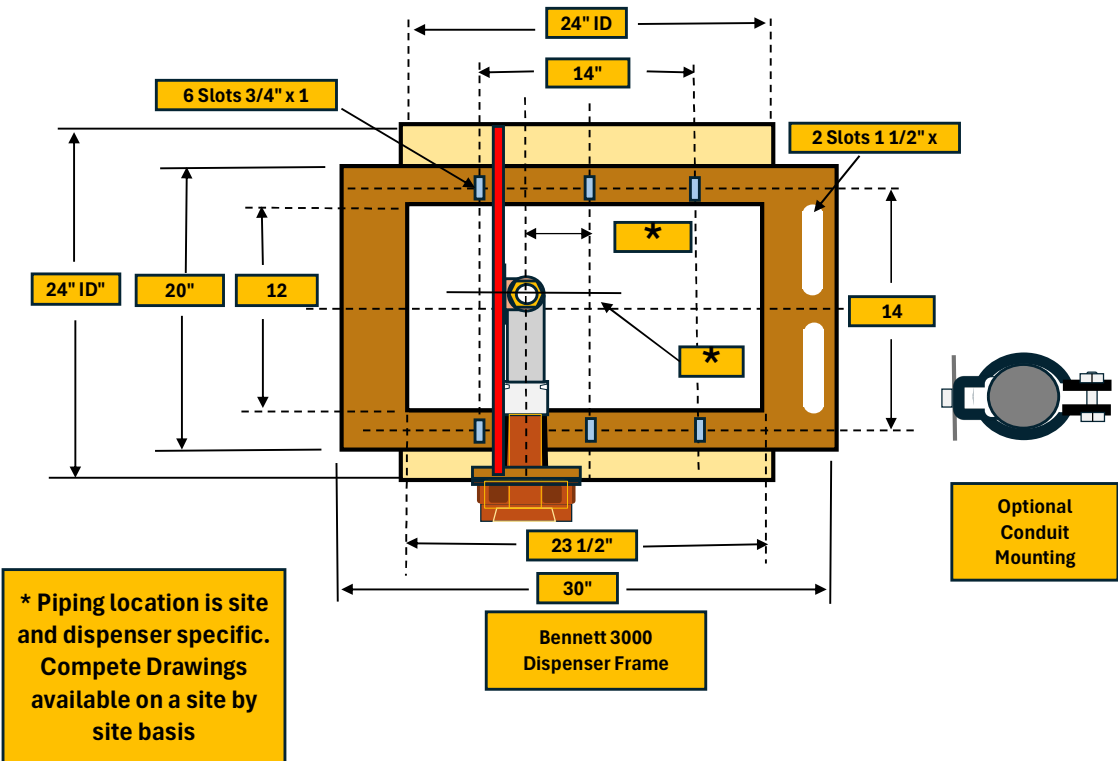 24" ID
14"
6 Slots 3/4" x 1
2 Slots 1 1/2" x
*
24" ID"
20"
12
14
*
23 1/2"
30"
Optional
Conduit
Mounting
Bennett 3000
Dispenser Frame
* Piping location is site
and dispenser specific.
Compete Drawings
available on a site by
site basis